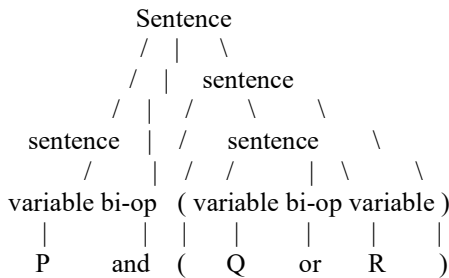 Sentence
/ | \
/ | sentence
/ | / \ \
sentence | / sentence \
/ | / / | \ \
variable bi-op ( variable bi-op variable )
| | | | | | |
P and ( Q or R )